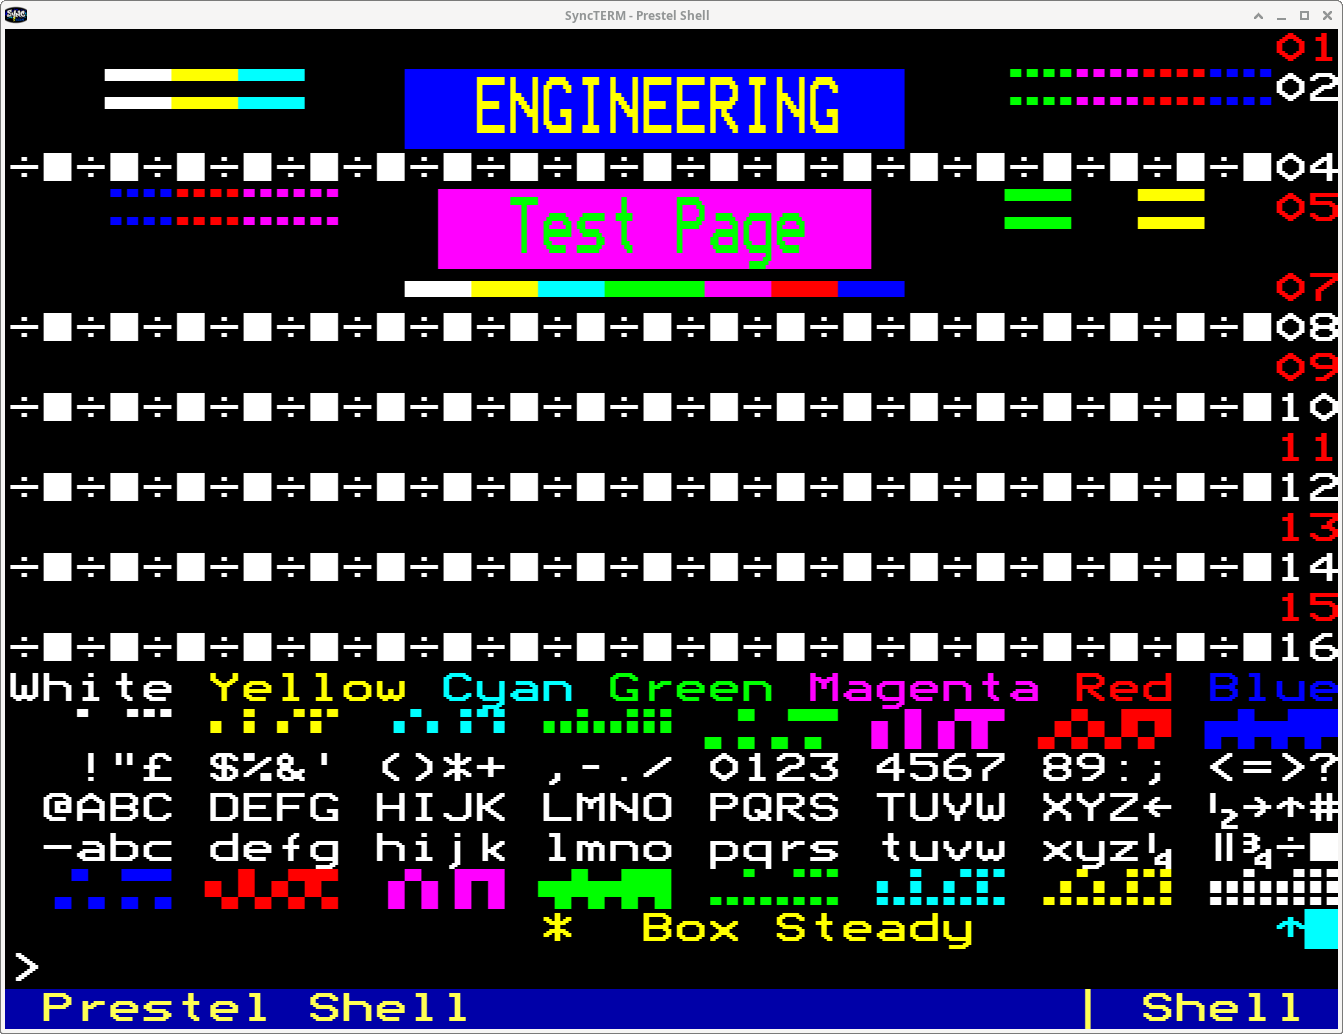 SyncTERM - Prestel Shell
01
ENGINEERING 02
÷■÷■÷■÷■÷■÷■÷■÷■÷■÷■÷■÷■÷■÷■÷■÷■÷■÷■÷■04
Test Page 05
07
÷■÷■÷■÷■÷■÷■÷■÷■÷■÷■÷■÷■÷■÷■÷■÷■÷■÷■÷■08
09
÷■÷■÷■÷■÷■÷■÷■÷■÷■÷■÷■÷■÷■÷■÷■÷■÷■÷■÷■10
11
÷■÷■÷■÷■÷■÷■÷■÷■÷■÷■÷■÷■÷■÷■÷■÷■÷■÷■÷■12
13
÷■÷■÷■÷■÷■÷■÷■÷■÷■÷■÷■÷■÷■÷■÷■÷■÷■÷■÷■14
15
÷■÷■÷■÷■÷■÷■÷■÷■÷■÷■÷■÷■÷■÷■÷■÷■÷■÷■÷■16
White Yellow Cyan Green Magenta Red Blue
!"£ $%&' ()*+ ,-./ 0123 4567 89:; <=>?
@ABC DEFG HIJK LMNO PQRS TUVW XYZ← ½→↑#
―abc defg hijk lmno pqrs tuvw xyz¼ ‖¾÷■
* Box Steady ↑
>
Prestel Shell | Shell